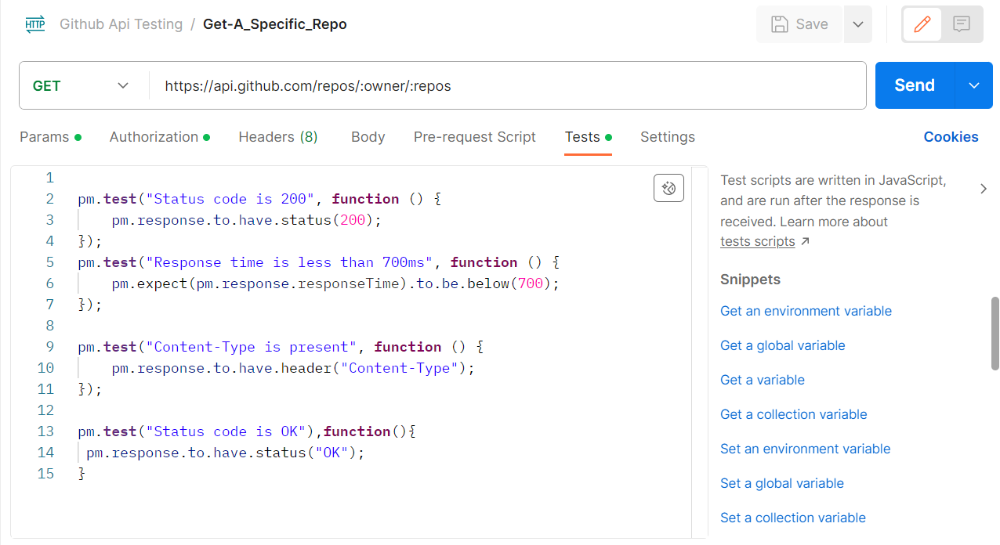 HTTP Github Api Testing / Get-A_Specific_Repo Save
GET https://api.github.com/repos/:owner/:repos Send
Params Authorization Headers (8) Body Pre-request Script Tests Settings Cookies
1
2 pm.test("Status code is 200", function () {
3 pm.response.to.have.status(200);
4 });
5 pm.test("Response time is less than 700ms", function () {
6 pm.expect(pm.response.responseTime).to.be.below(700);
7 });
8
9 pm.test("Content-Type is present", function () {
10 pm.response.to.have.header("Content-Type");
11 });
12
13 pm.test("Status code is OK"),function(){
14 pm.response.to.have.status("OK");
15 }
Test scripts are written in JavaScript,
and are run after the response is
received. Learn more about
tests scripts ↗
Snippets
Get an environment variable
Get a global variable
Get a variable
Get a collection variable
Set an environment variable
Set a global variable
Set a collection variable